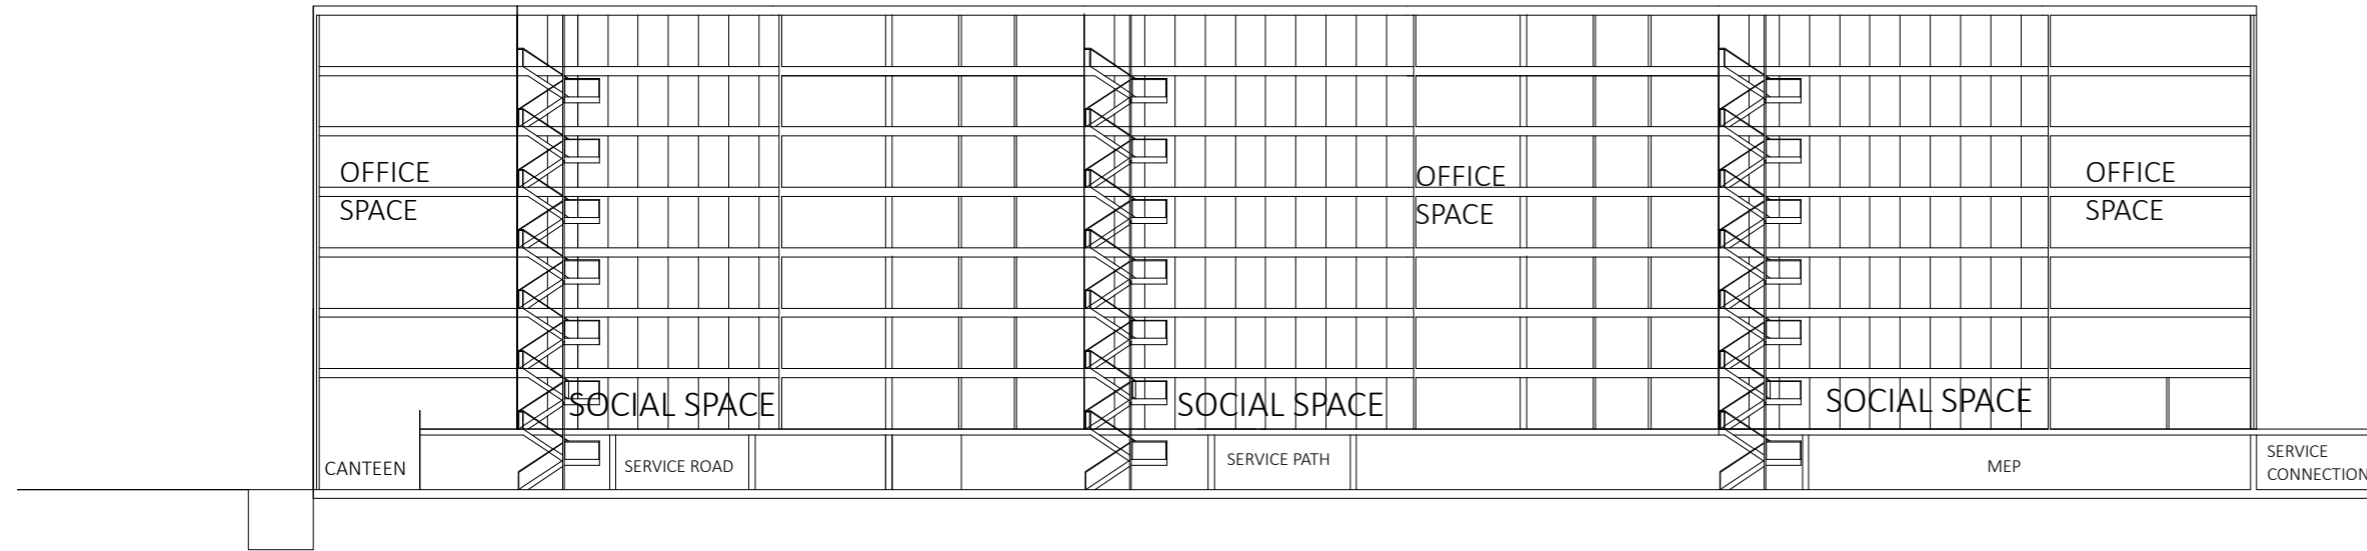 OFFICE
SPACE
OFFICE
SPACE
OFFICE
SPACE
SOCIAL SPACE
SOCIAL SPACE
SOCIAL SPACE
CANTEEN
SERVICE ROAD
SERVICE PATH
MEP
SERVICE
CONNECTION